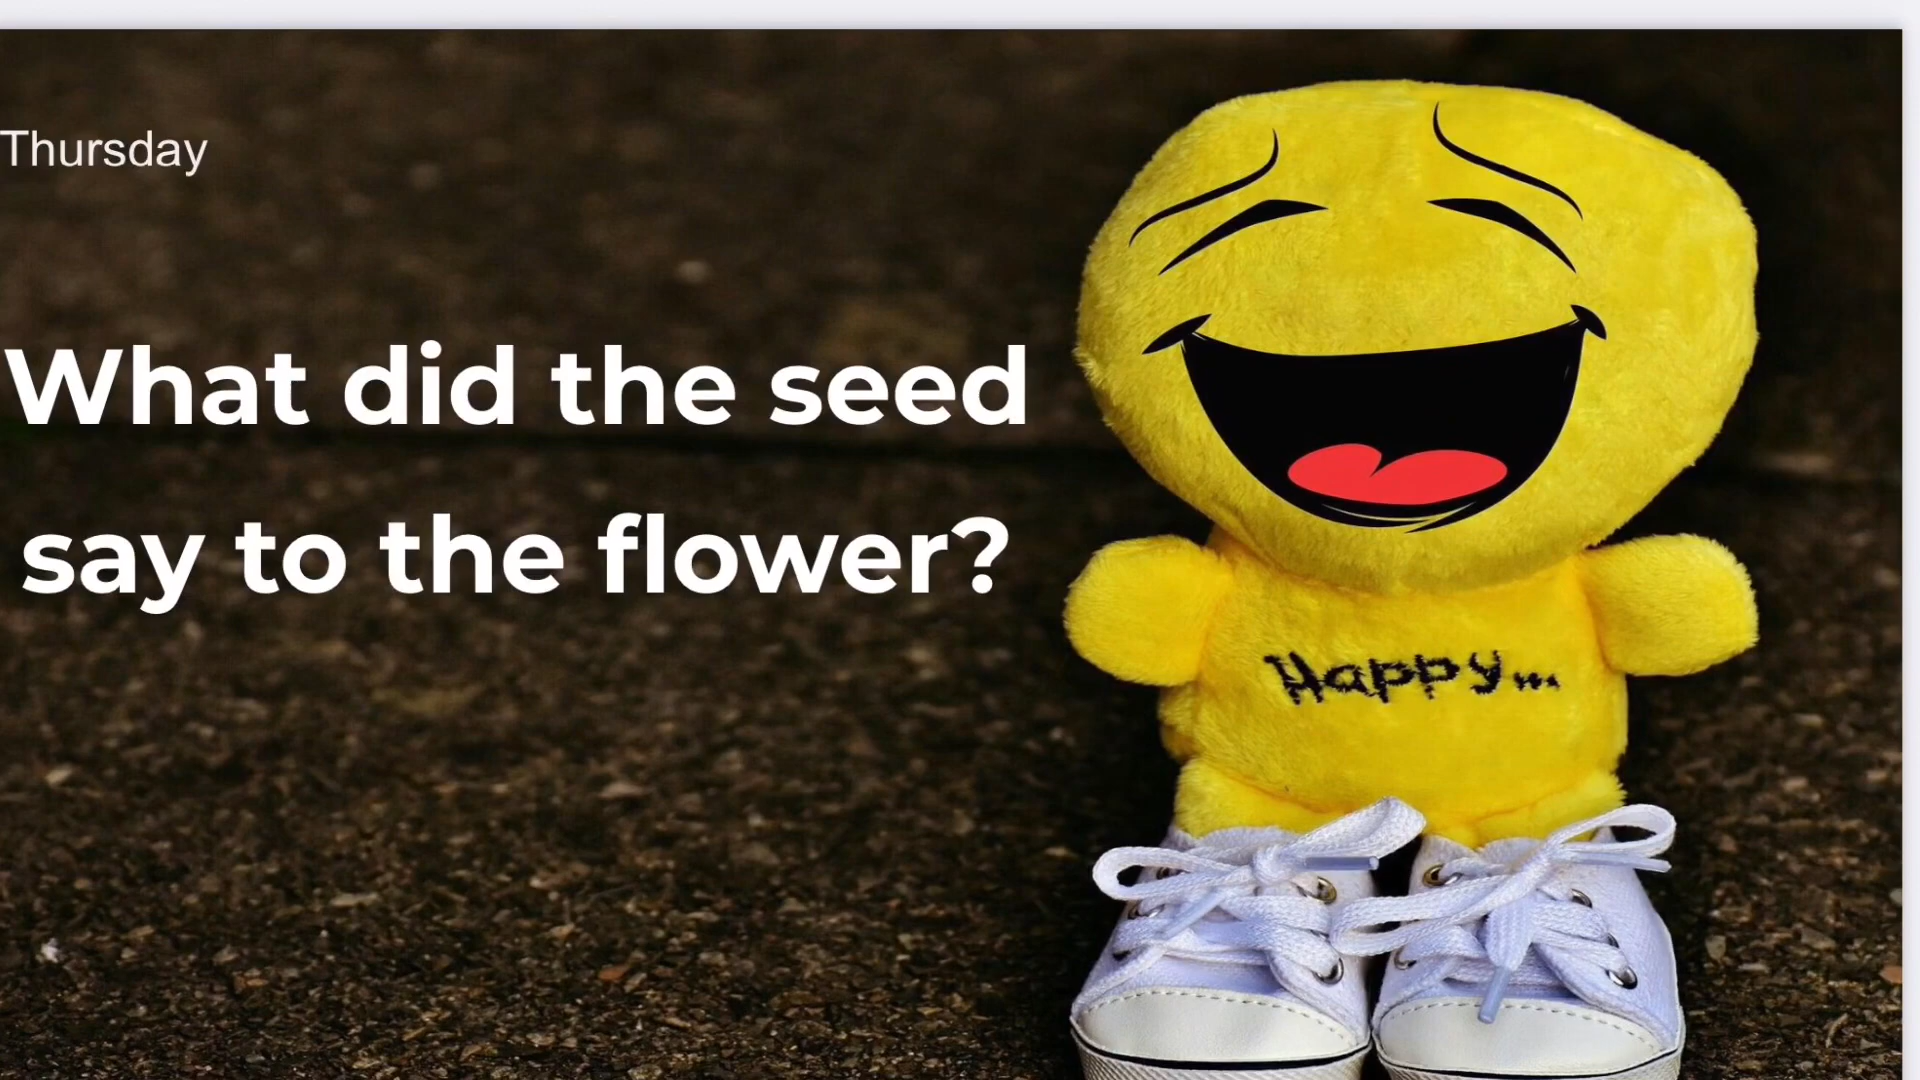 Thursday
What did the seed
say to the flower?
Happy...